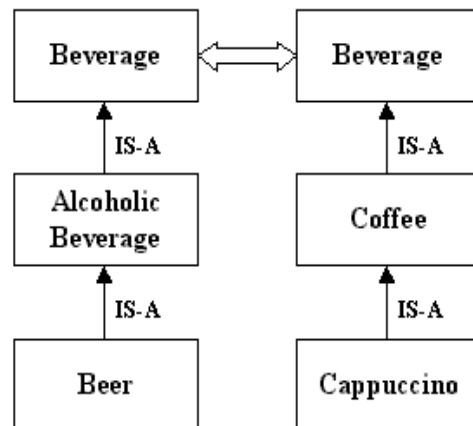 Beverage
Beverage
IS-A
IS-A
Alcoholic
Beverage
Coffee
IS-A
IS-A
Beer
Cappuccino